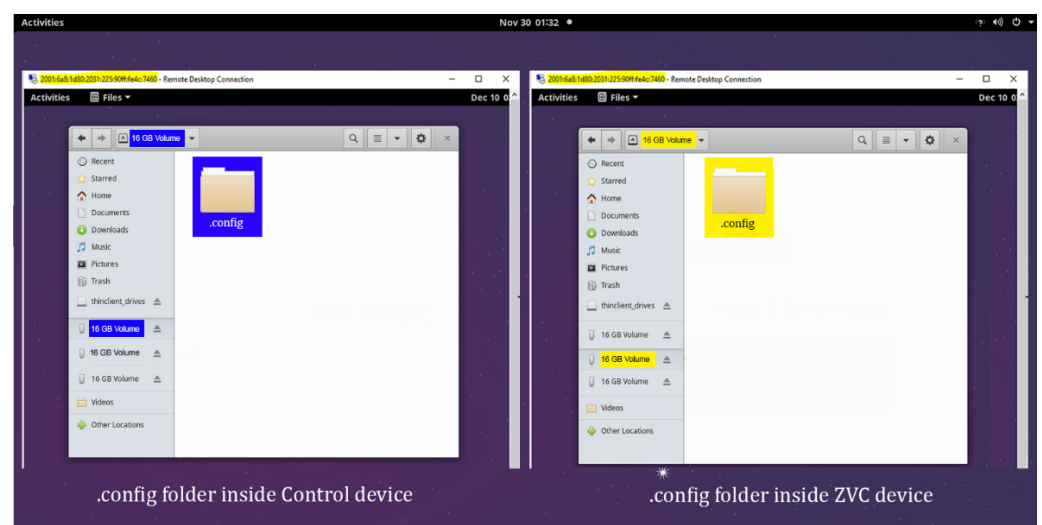 Activities
Nov 30 01:32
2001:6a8:1d80:2031:225:90ff:fe4c:7460 - Remote Desktop Connection
Activities Files Dec 10 0
16 GB Volume
Recent
Starred
Home
Documents
Downloads
Music
Pictures
Trash
thinclient_drives
16 GB Volume
16 GB Volume
16 GB Volume
Videos
Other Locations
.config
.config folder inside Control device
2001:6a8:1d80:2031:225:90ff:fe4c:7460 - Remote Desktop Connection
Activities Files Dec 10 0
16 GB Volume
Recent
Starred
Home
Documents
Downloads
Music
Pictures
Trash
thinclient_drives
16 GB Volume
16 GB Volume
16 GB Volume
Videos
Other Locations
.config
.config folder inside ZVC device